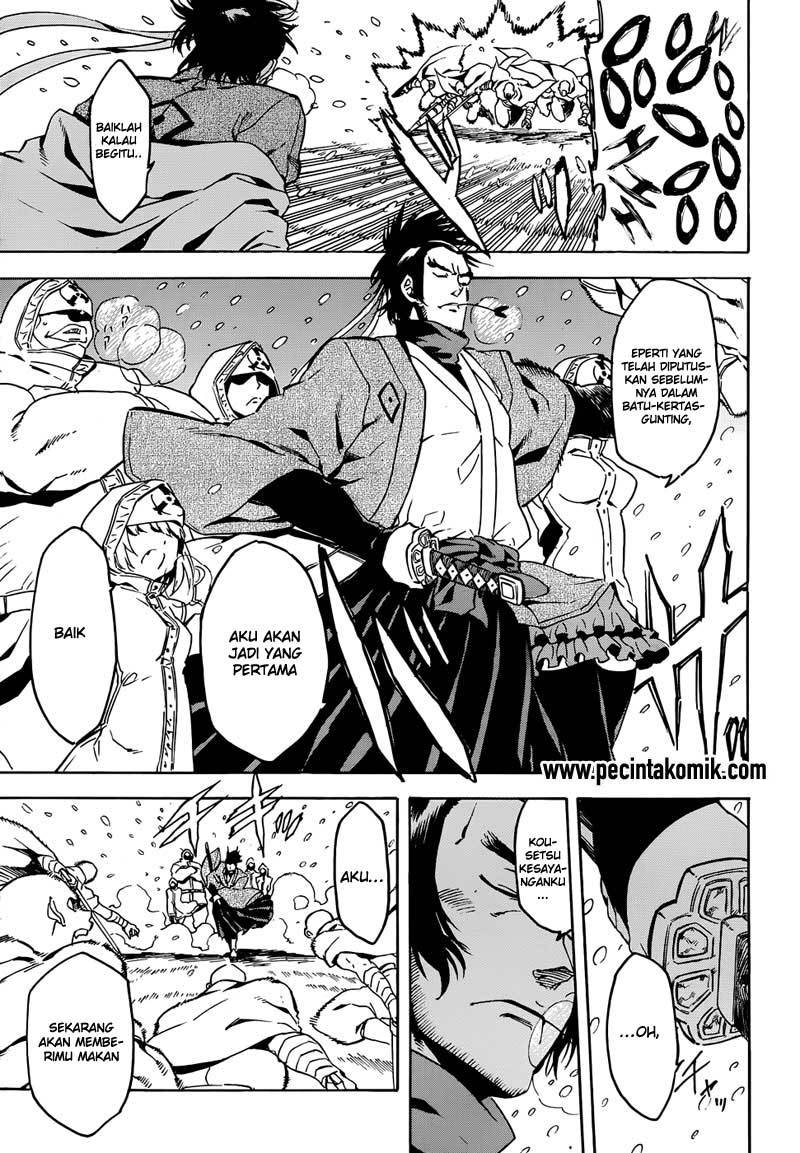 BAIKLAH
KALAU
BEGITU..
EPERTI YANG
TELAH DIPUTUS-
KAN SEBELUM-
NYA DALAM
BATU-KERTAS-
GUNTING,
AKU AKAN
JADI YANG
PERTAMA
BAIK
www.pecintakomik.com
...OH,
KOU-
SETSU
KESAYA-
NGANKU
...
AKU...
SEKARANG
AKAN MEMBE-
RIMU MAKAN